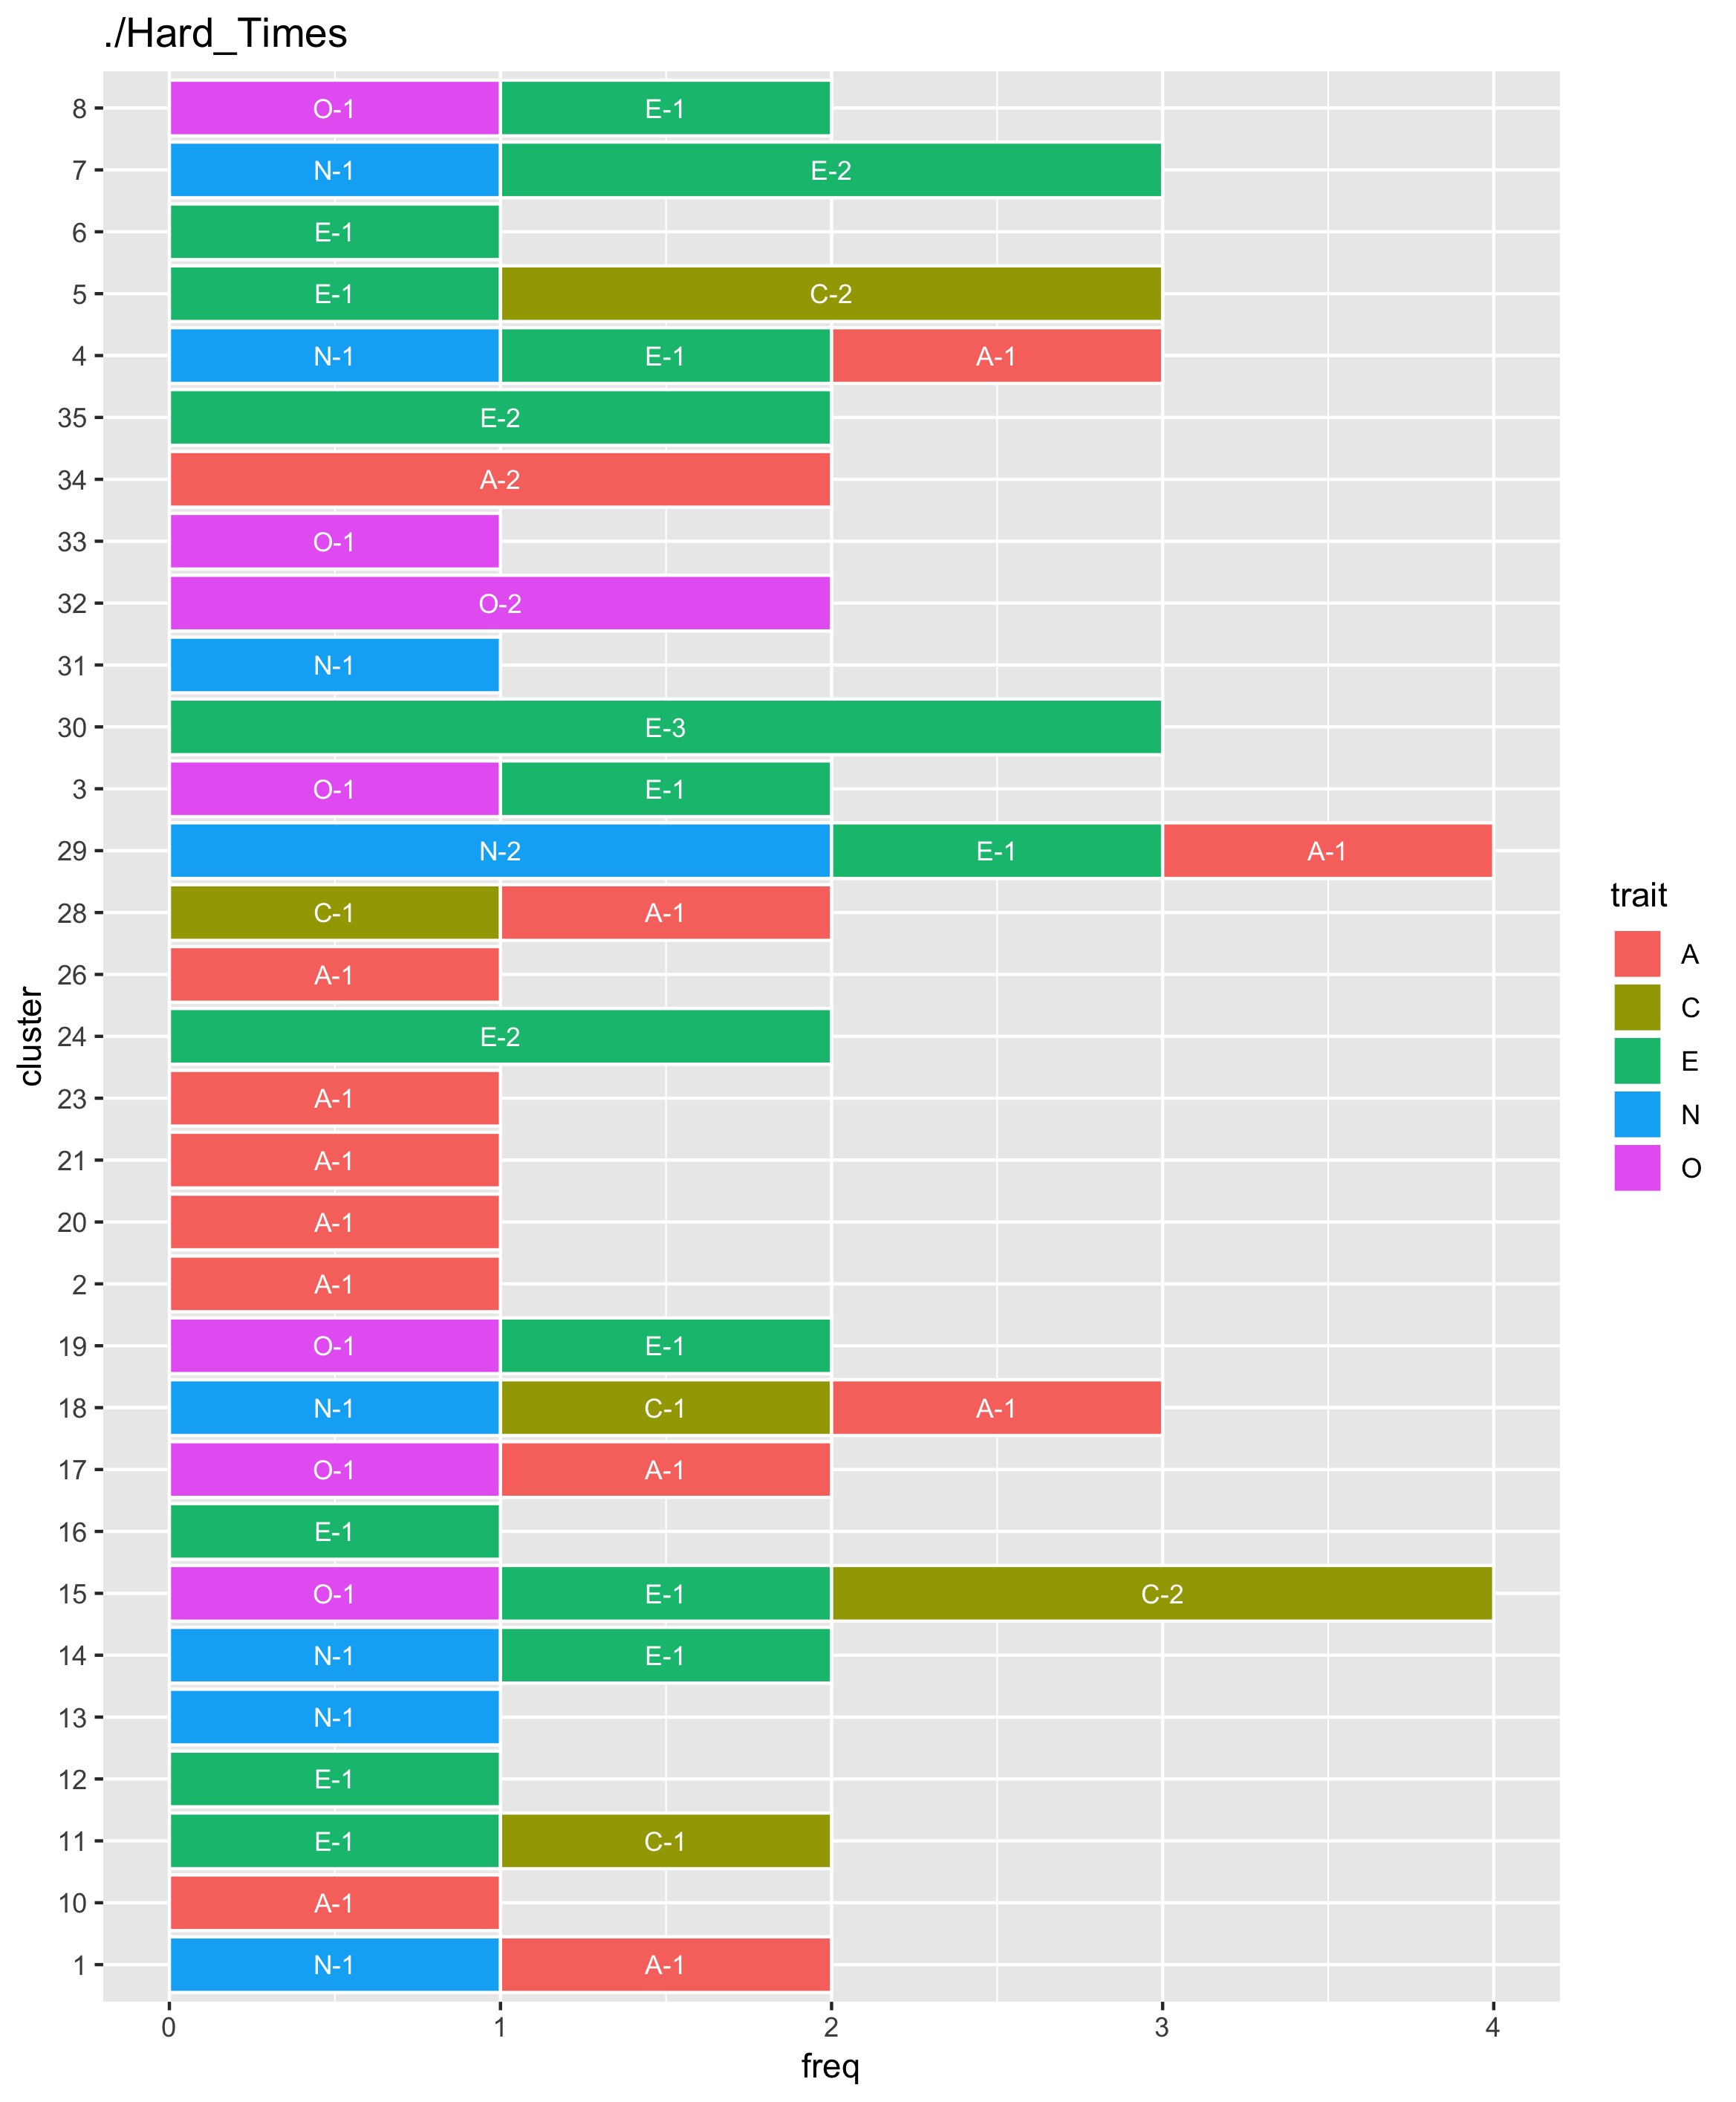 ./Hard_Times
8 O-1 E-1
7 N-1 E-2
6 E-1
5 E-1 C-2
4 N-1 E-1 A-1
35 E-2
34 A-2
33 O-1
32 O-2
31 N-1
30 E-3
3 O-1 E-1
29 N-2 E-1 A-1
28 C-1 A-1
26 A-1
24 E-2
23 A-1
21 A-1
20 A-1
2 A-1
19 O-1 E-1
18 N-1 C-1 A-1
17 O-1 A-1
16 E-1
15 O-1 E-1 C-2
14 N-1 E-1
13 N-1
12 E-1
11 E-1 C-1
10 A-1
1 N-1 A-1
0 1 2 3 4
freq
cluster
trait
A
C
E
N
O